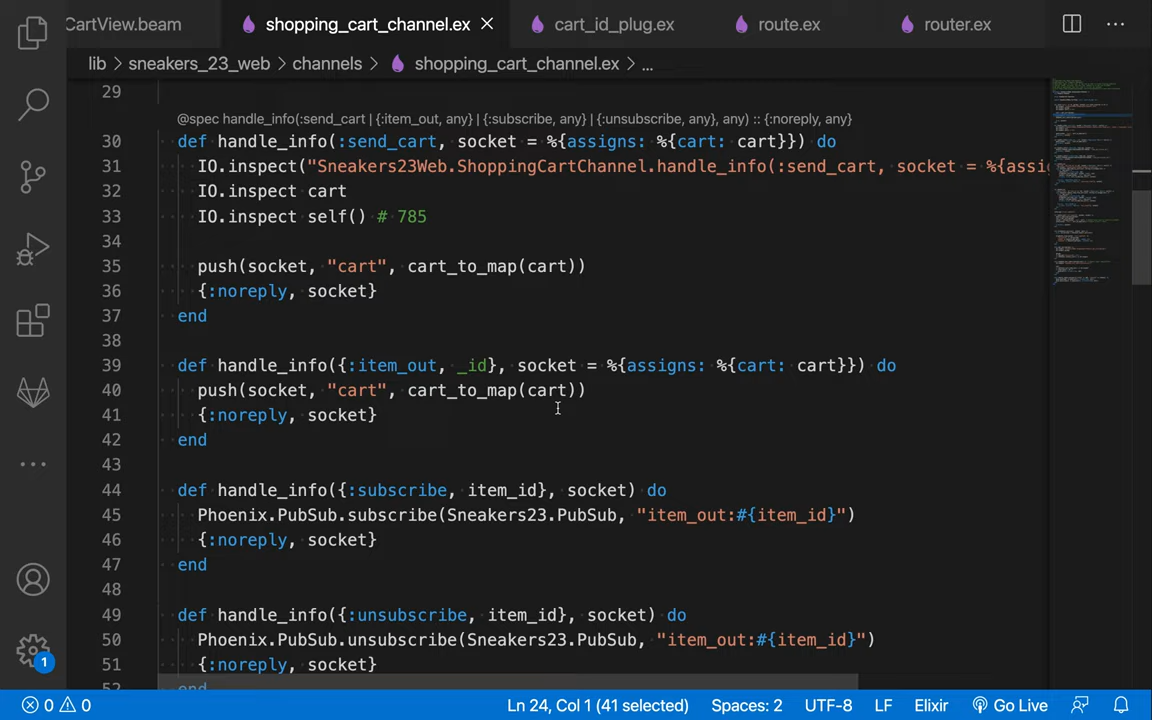 CartView.beam
shopping_cart_channel.ex
cart_id_plug.ex
route.ex
router.ex
lib > sneakers_23_web > channels > shopping_cart_channel.ex > ...
29
@spec handle_info(:send_cart | {:item_out, any} | {:subscribe, any} | {:unsubscribe, any}, any) :: {:noreply, any}
30 def handle_info(:send_cart, socket = %{assigns: %{cart: cart}}) do
31 IO.inspect("Sneakers23Web.ShoppingCartChannel.handle_info(:send_cart, socket = %{assig
32 IO.inspect cart
33 IO.inspect self() # 785
34
35 push(socket, "cart", cart_to_map(cart))
36 {:noreply, socket}
37 end
38
39 def handle_info({:item_out, _id}, socket = %{assigns: %{cart: cart}}) do
40 push(socket, "cart", cart_to_map(cart))
41 {:noreply, socket}
42 end
43
44 def handle_info({:subscribe, item_id}, socket) do
45 Phoenix.PubSub.subscribe(Sneakers23.PubSub, "item_out:#{item_id}")
46 {:noreply, socket}
47 end
48
49 def handle_info({:unsubscribe, item_id}, socket) do
50 Phoenix.PubSub.unsubscribe(Sneakers23.PubSub, "item_out:#{item_id}")
51 {:noreply, socket}
52 end
1
0 0 Ln 24, Col 1 (41 selected) Spaces: 2 UTF-8 LF Elixir Go Live